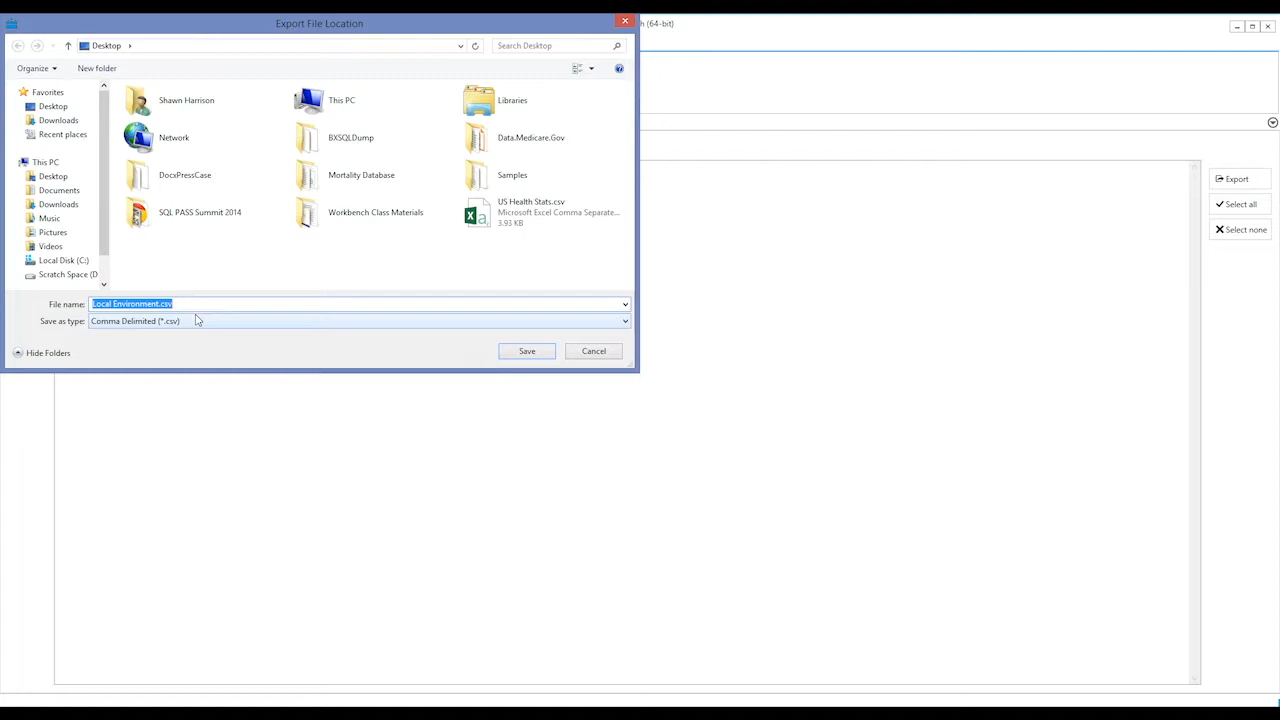 Export File Location
h (64-bit)
Desktop
Search Desktop
Organize
New folder
Favorites
Desktop
Downloads
Recent places
This PC
Desktop
Documents
Downloads
Music
Pictures
Videos
Local Disk (C:)
Scratch Space (D
Shawn Harrison
This PC
Libraries
Network
BXSQLDump
Data.Medicare.Gov
DocxPressCase
Mortality Database
Samples
SQL PASS Summit 2014
Workbench Class Materials
US Health Stats.csv
Microsoft Excel Comma Separate...
3.93 KB
File name: Local Environment.csv
Save as type: Comma Delimited (*.csv)
Hide Folders
Save
Cancel
Export
Select all
Select none